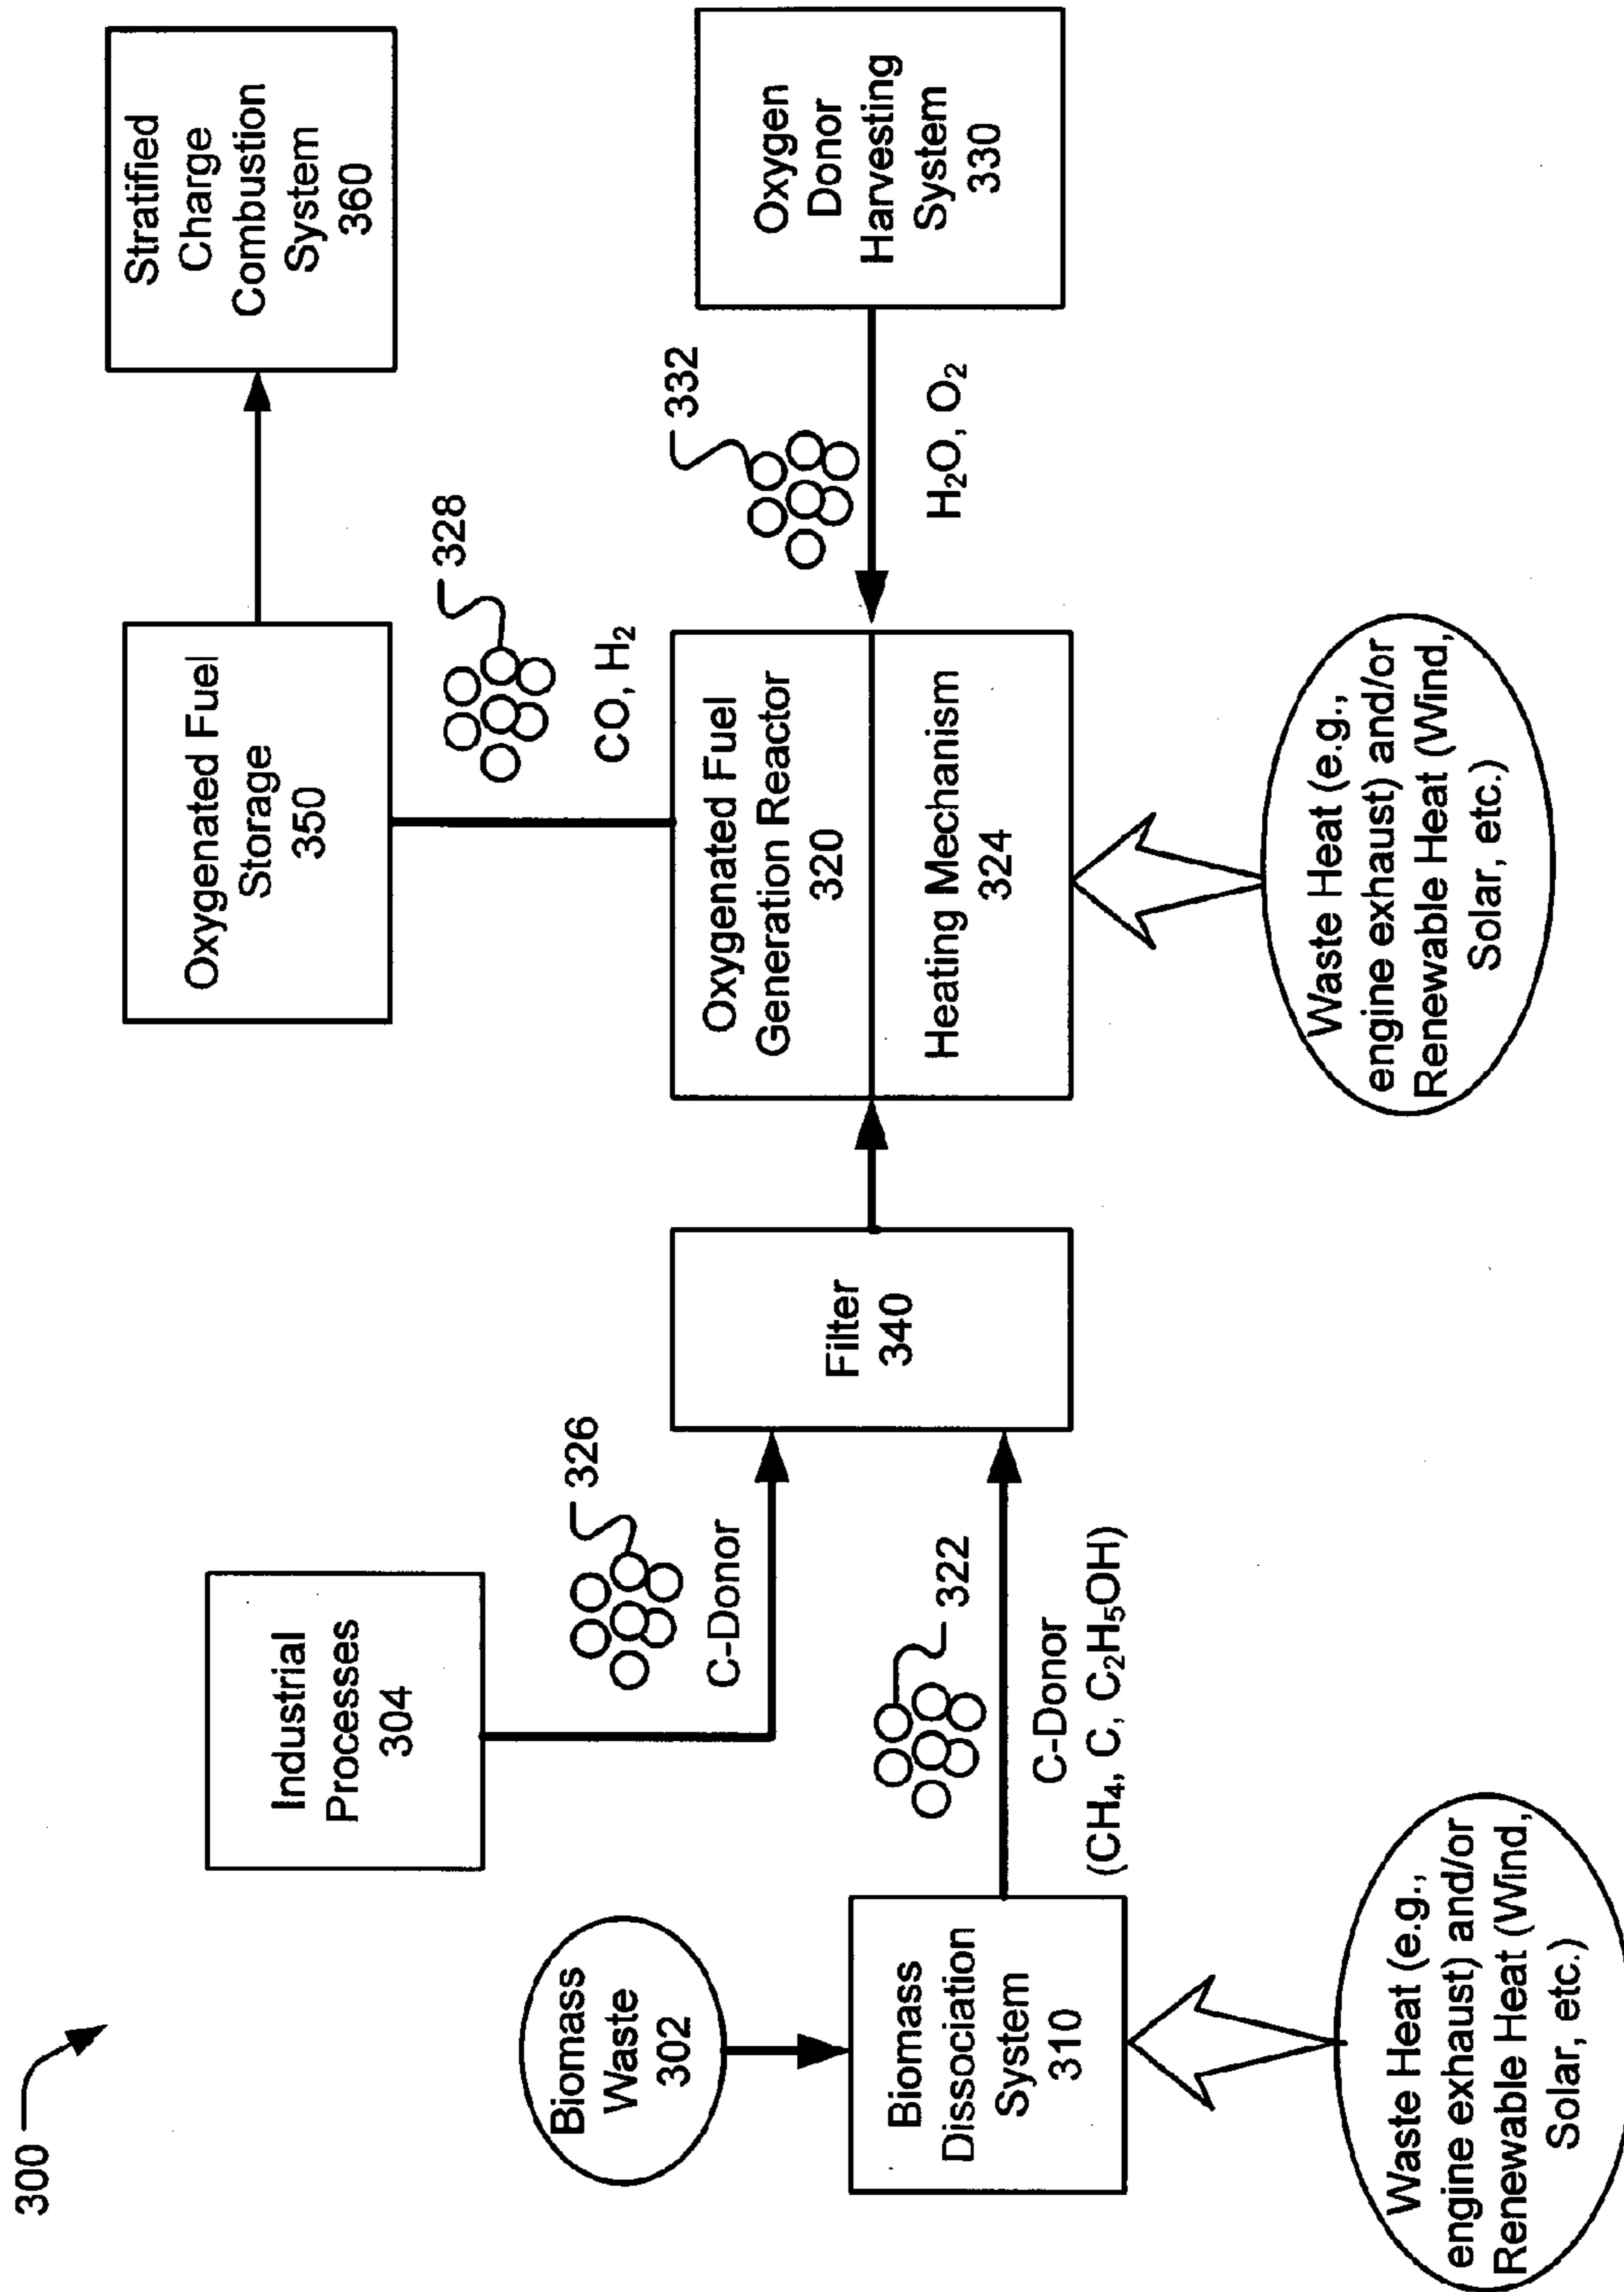 300
Biomass
Waste
302
Industrial
Processes
304
326
C-Donor
Biomass
Dissociation
System
310
322
C-Donor
(CH₄, C, C₂H₅OH)
Waste Heat (e.g.,
engine exhaust) and/or
Renewable Heat (Wind,
Solar, etc.)
Filter
340
Oxygenated Fuel
Storage
350
328
CO, H₂
Oxygenated Fuel
Generation Reactor
320
Heating Mechanism
324
Waste Heat (e.g.,
engine exhaust) and/or
Renewable Heat (Wind,
Solar, etc.)
Stratified
Charge
Combustion
System
360
332
H₂O, O₂
Oxygen
Donor
Harvesting
System
330